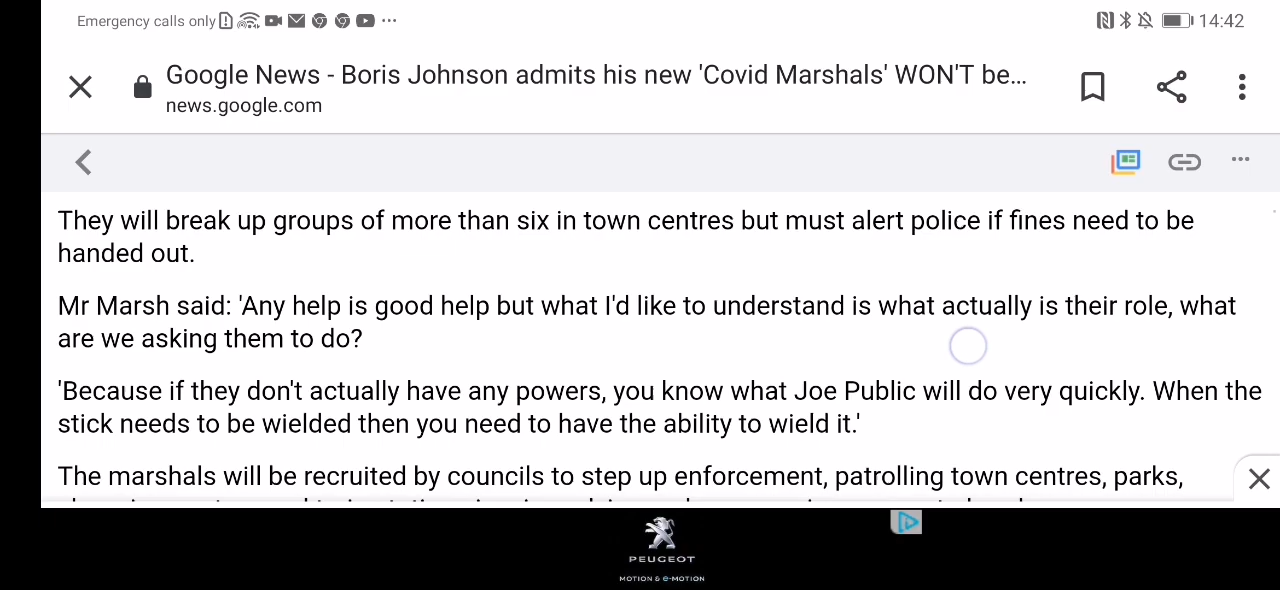 Emergency calls only 14:42
Google News - Boris Johnson admits his new 'Covid Marshals' WON'T be...
news.google.com
They will break up groups of more than six in town centres but must alert police if fines need to be
handed out.
Mr Marsh said: 'Any help is good help but what I'd like to understand is what actually is their role, what
are we asking them to do?
'Because if they don't actually have any powers, you know what Joe Public will do very quickly. When the
stick needs to be wielded then you need to have the ability to wield it.'
The marshals will be recruited by councils to step up enforcement, patrolling town centres, parks,
PEUGEOT
MOTION & e-MOTION